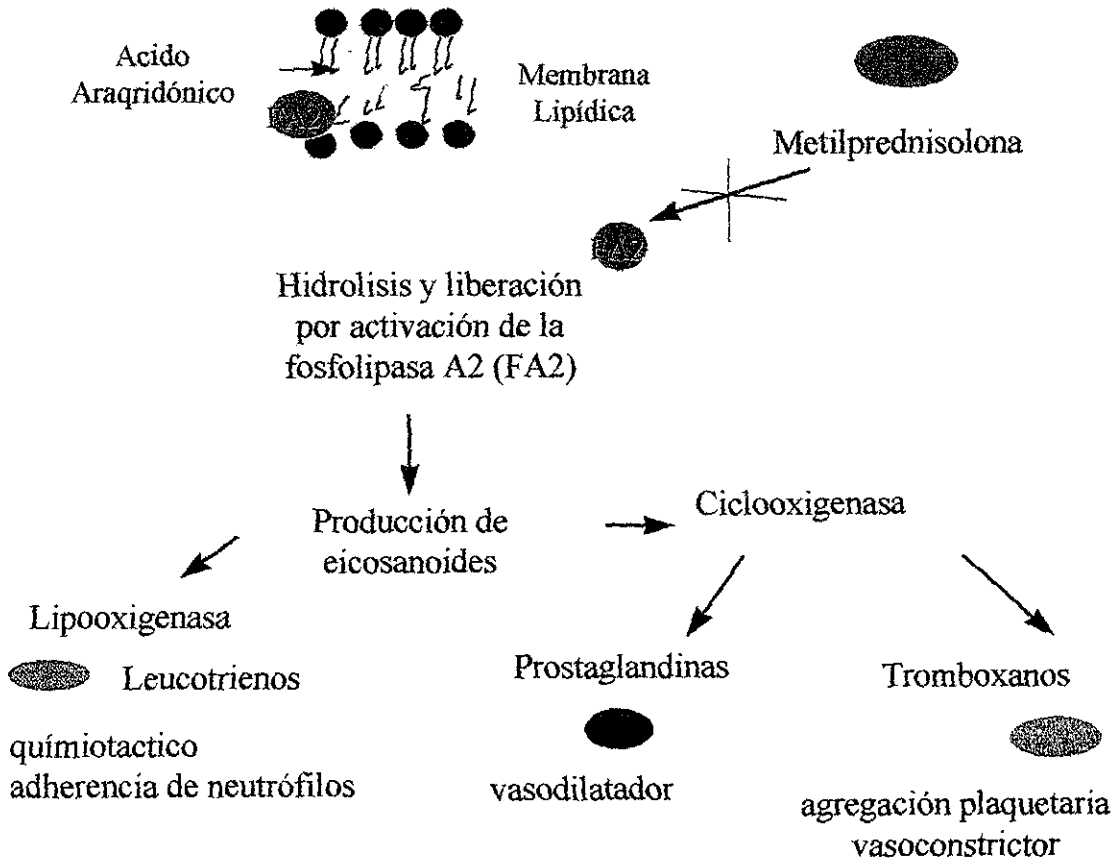 Acido
Araqridónico
FA2
Membrana
Lipídica
Metilprednisolona
FA2
Hidrolisis y liberación
por activación de la
fosfolipasa A2 (FA2)
Producción de
eicosanoides
Ciclooxigenasa
Lipooxigenasa
Leucotrienos
químiotactico
adherencia de neutrófilos
Prostaglandinas
vasodilatador
Tromboxanos
agregación plaquetaria
vasoconstrictor